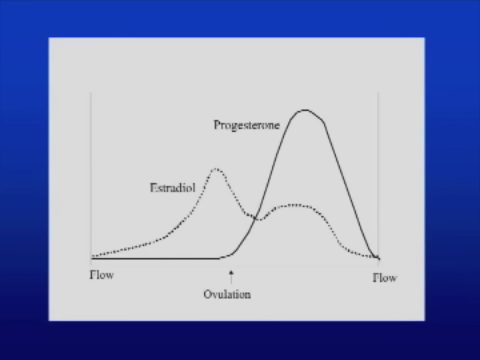 Progesterone
Estradiol
Flow
Flow
Ovulation